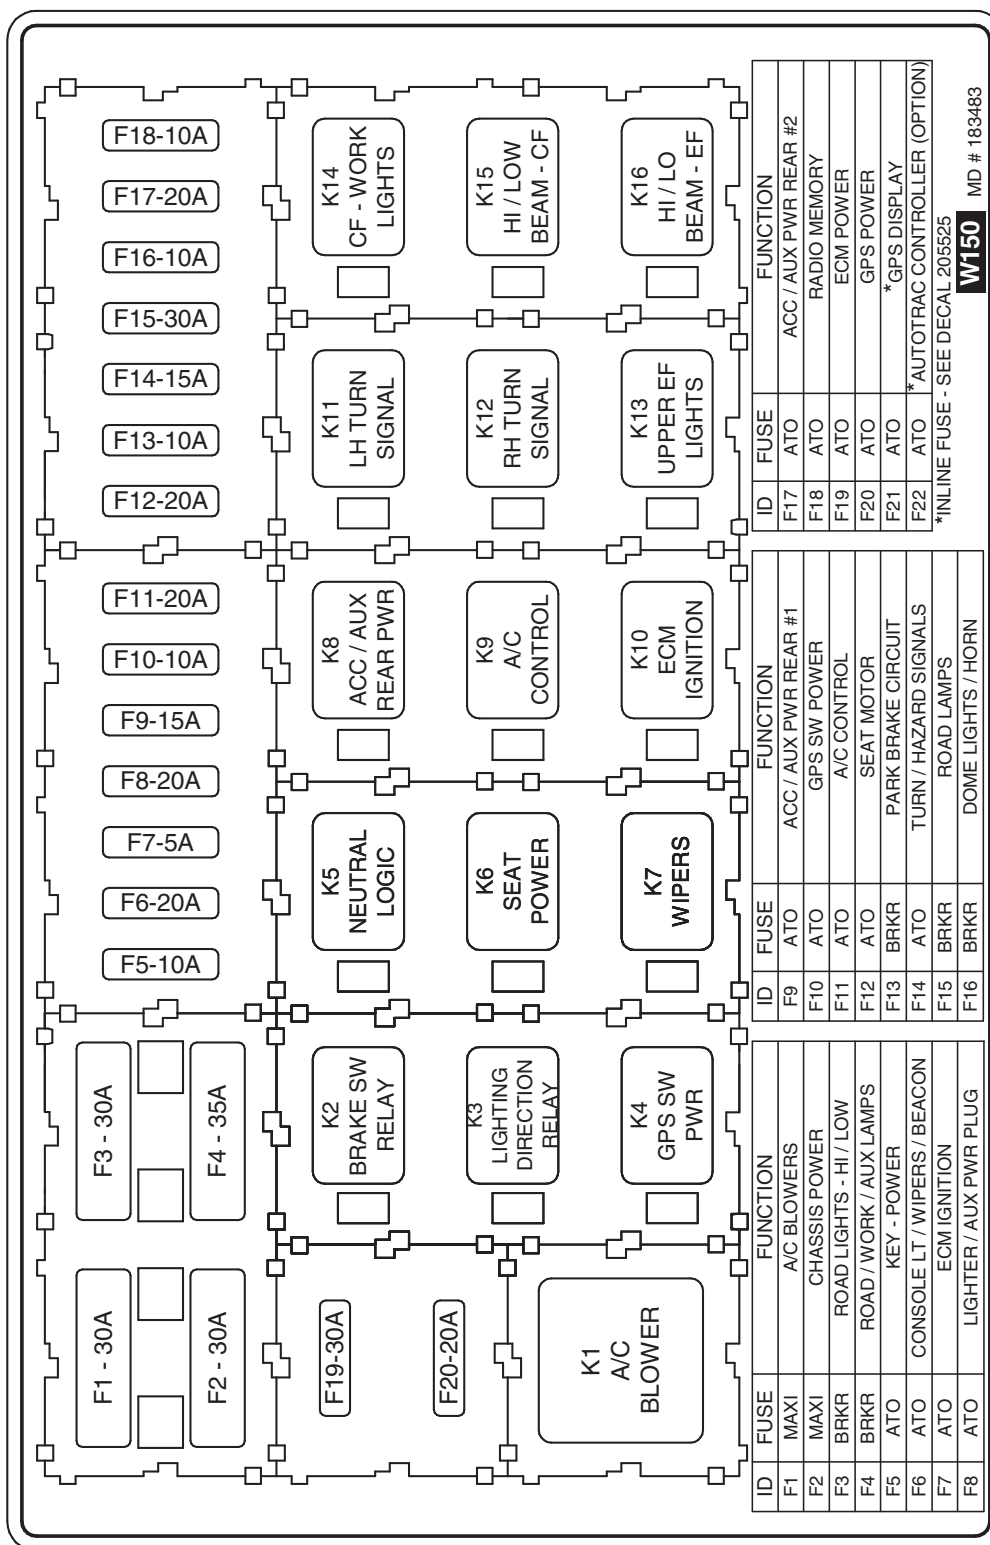 F1 - 30A
F3 - 30A
F2 - 30A
F4 - 35A
F5-10A
F6-20A
F7-5A
F8-20A
F9-15A
F10-10A
F11-20A
F12-20A
F13-10A
F14-15A
F15-30A
F16-10A
F17-20A
F18-10A
F19-30A
F20-20A
K1
A/C
BLOWER
K2
BRAKE SW
RELAY
K3
LIGHTING
DIRECTION
RELAY
K4
GPS SW
PWR
K5
NEUTRAL
LOGIC
K6
SEAT
POWER
K7
WIPERS
K8
ACC / AUX
REAR PWR
K9
A/C
CONTROL
K10
ECM
IGNITION
K11
LH TURN
SIGNAL
K12
RH TURN
SIGNAL
K13
UPPER EF
LIGHTS
K14
CF - WORK
LIGHTS
K15
HI / LOW
BEAM - CF
K16
HI / LO
BEAM - EF
ID FUSE FUNCTION
F1 MAXI A/C BLOWERS
F2 MAXI CHASSIS POWER
F3 BRKR ROAD LIGHTS - HI / LOW
F4 BRKR ROAD / WORK / AUX LAMPS
F5 ATO KEY - POWER
F6 ATO CONSOLE LT / WIPERS / BEACON
F7 ATO ECM IGNITION
F8 ATO LIGHTER / AUX PWR PLUG
ID FUSE FUNCTION
F9 ATO ACC / AUX PWR REAR #1
F10 ATO GPS SW POWER
F11 ATO A/C CONTROL
F12 ATO SEAT MOTOR
F13 BRKR PARK BRAKE CIRCUIT
F14 ATO TURN / HAZARD SIGNALS
F15 BRKR ROAD LAMPS
F16 BRKR DOME LIGHTS / HORN
ID FUSE FUNCTION
F17 ATO ACC / AUX PWR REAR #2
F18 ATO RADIO MEMORY
F19 ATO ECM POWER
F20 ATO GPS POWER
F21 ATO *GPS DISPLAY
F22 ATO *AUTOTRAC CONTROLLER (OPTION)
*INLINE FUSE - SEE DECAL 205525
W150 MD # 183483